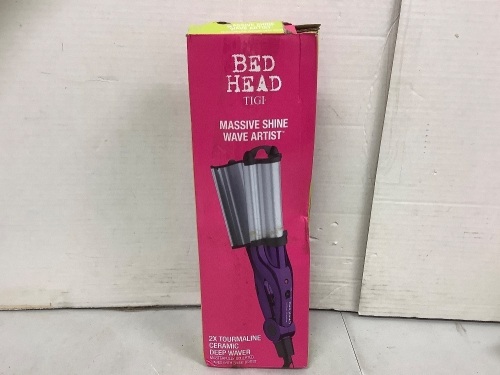 BED
HEAD
TIGI
MASSIVE SHINE
WAVE ARTIST
2X TOURMALINE
CERAMIC
DEEP WAVER